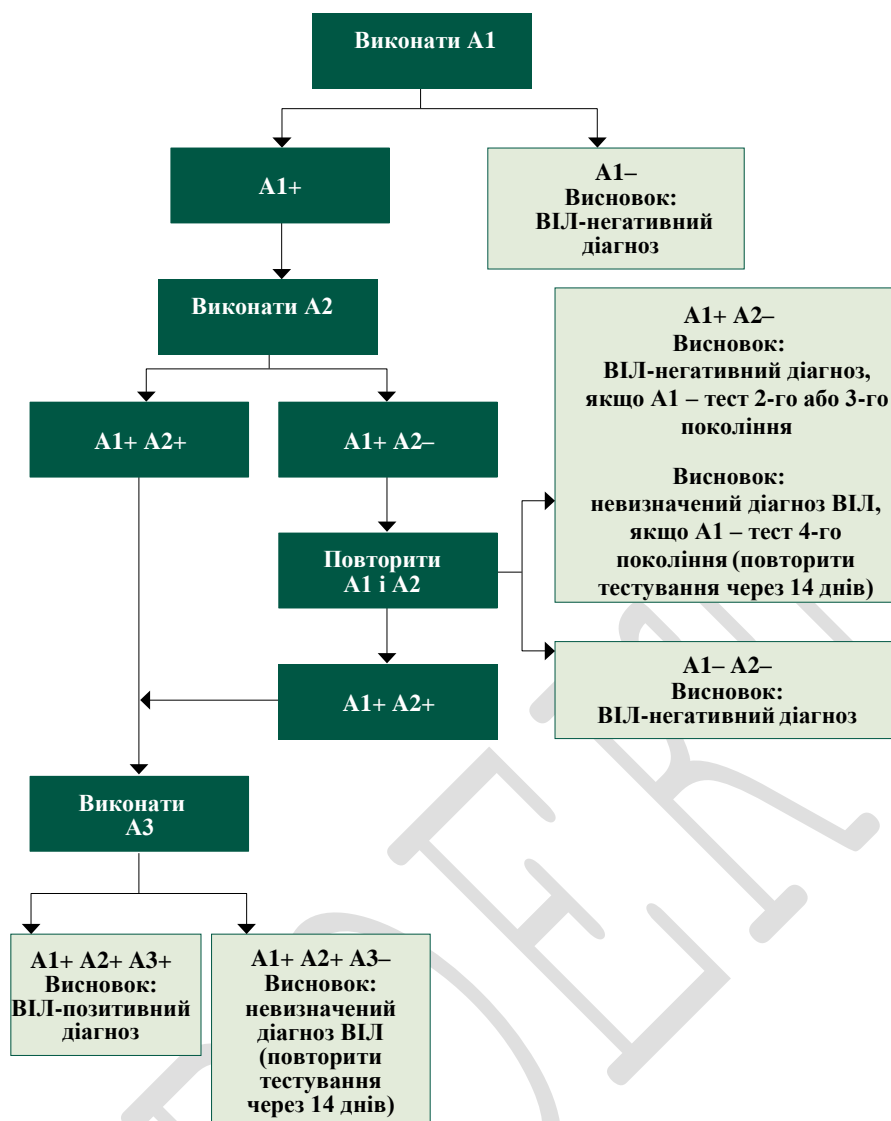 Виконати А1
А1+
А1–
Висновок:
ВІЛ-негативний
діагноз
Виконати А2
А1+ А2+
А1+ А2–
А1+ А2–
Висновок:
ВІЛ-негативний діагноз,
якщо А1 – тест 2-го або 3-го
покоління
Висновок:
невизначений діагноз ВІЛ,
якщо А1 – тест 4-го
покоління (повторити
тестування через 14 днів)
Повторити
А1 і А2
А1+ А2+
А1– А2–
Висновок:
ВІЛ-негативний діагноз
Виконати
А3
А1+ А2+ А3+
Висновок:
ВІЛ-позитивний
діагноз
А1+ А2+ А3–
Висновок:
невизначений
діагноз ВІЛ
(повторити
тестування
через 14 днів)